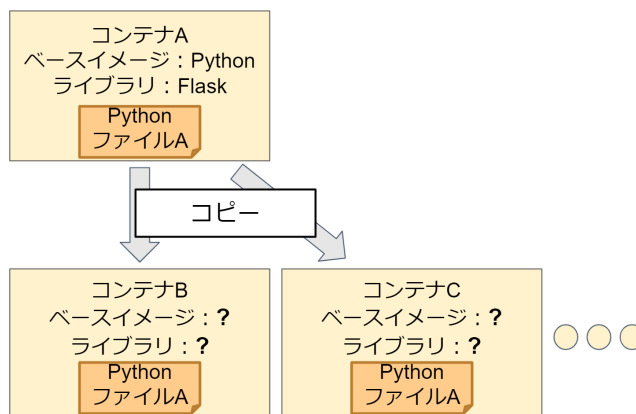 コンテナA
ベースイメージ：Python
ライブラリ：Flask
Python
ファイルA
コピー
コンテナB
ベースイメージ：?
ライブラリ：?
Python
ファイルA
コンテナC
ベースイメージ：?
ライブラリ：?
Python
ファイルA